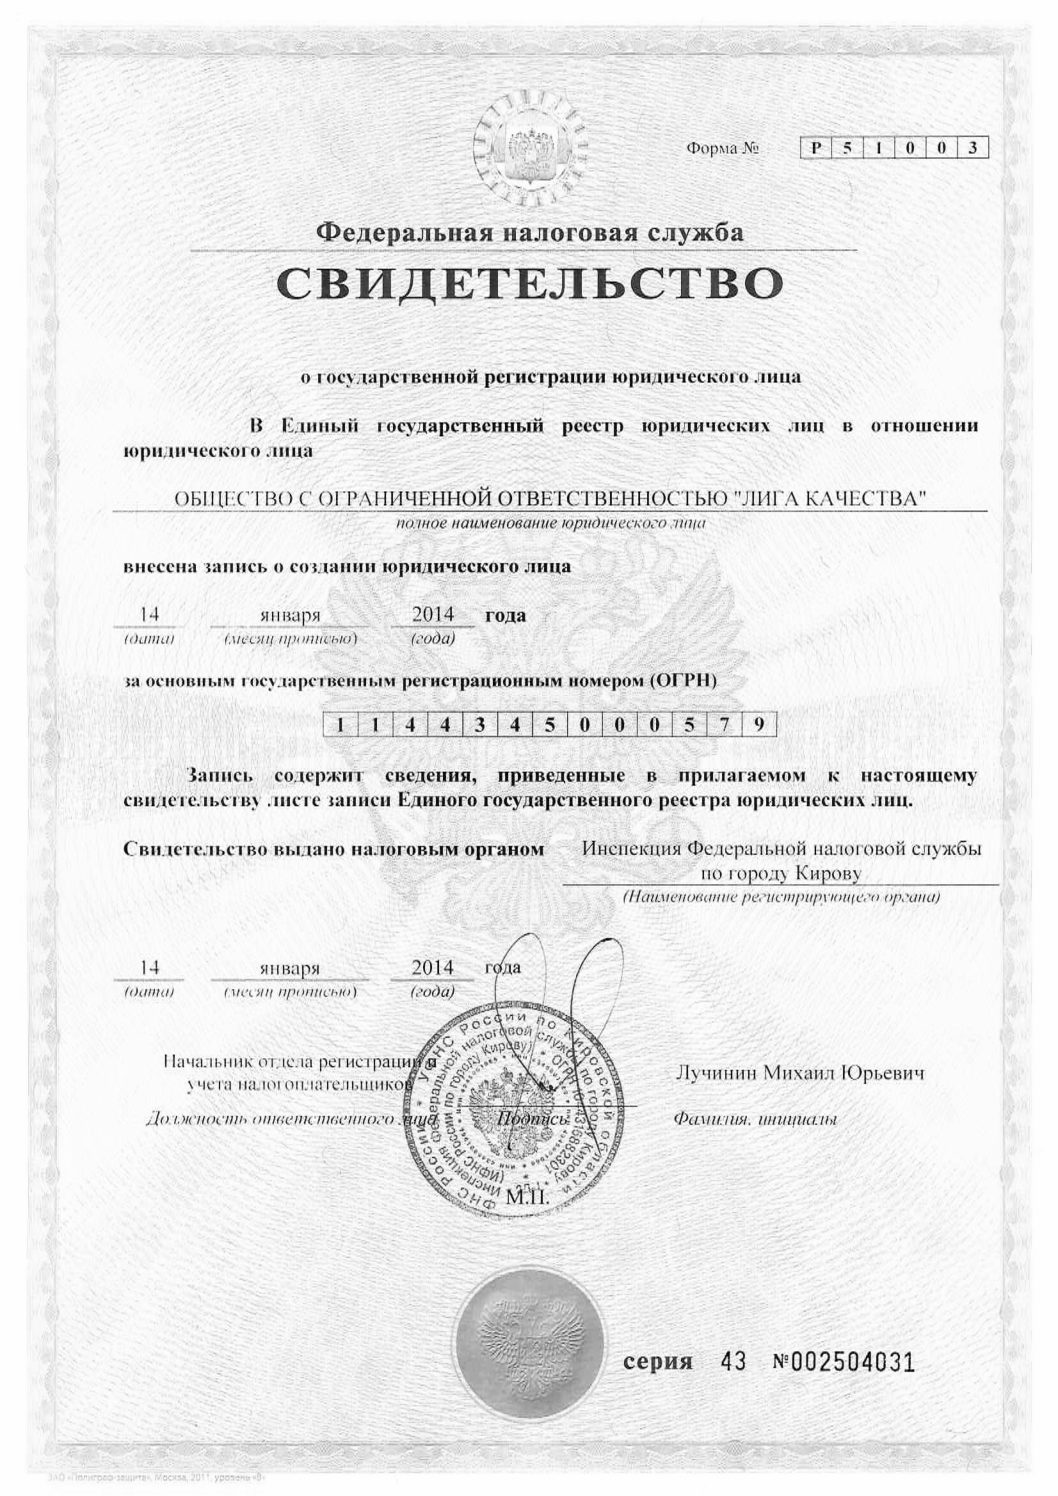 Форма № Р 5 1 0 0 3
Федеральная налоговая служба
СВИДЕТЕЛЬСТВО
о государственной регистрации юридического лица
В Единый государственный реестр юридических лиц в отношении
юридического лица
ОБЩЕСТВО С ОГРАНИЧЕННОЙ ОТВЕТСТВЕННОСТЬЮ "ЛИГА КАЧЕСТВА"
полное наименование юридического лица
внесена запись о создании юридического лица
14 января 2014 года
(дата) (месяц прописью) (года)
за основным государственным регистрационным номером (ОГРН)
1 1 4 4 3 4 5 0 0 0 5 7 9
Запись содержит сведения, приведенные в прилагаемом к настоящему
свидетельству листе записи Единого государственного реестра юридических лиц.
Свидетельство выдано налоговым органом Инспекция Федеральной налоговой службы
по городу Кирову
(Наименование регистрирующего органа)
14 января 2014 года
(дата) (месяц прописью) (года)
Начальник отдела регистрации и
учета налогоплательщиков
Лучинин Михаил Юрьевич
Должность ответственного лица Подпись Фамилия, инициалы
ФНС России * УФНС России по Кировской области
Инспекция Федеральной налоговой службы по городу Кирову
(ИФНС России по городу Кирову) * ОГРН
М.П.
серия 43 №002504031
ЗАО «Полиграф-защита», Москва, 2011, уровень «В»